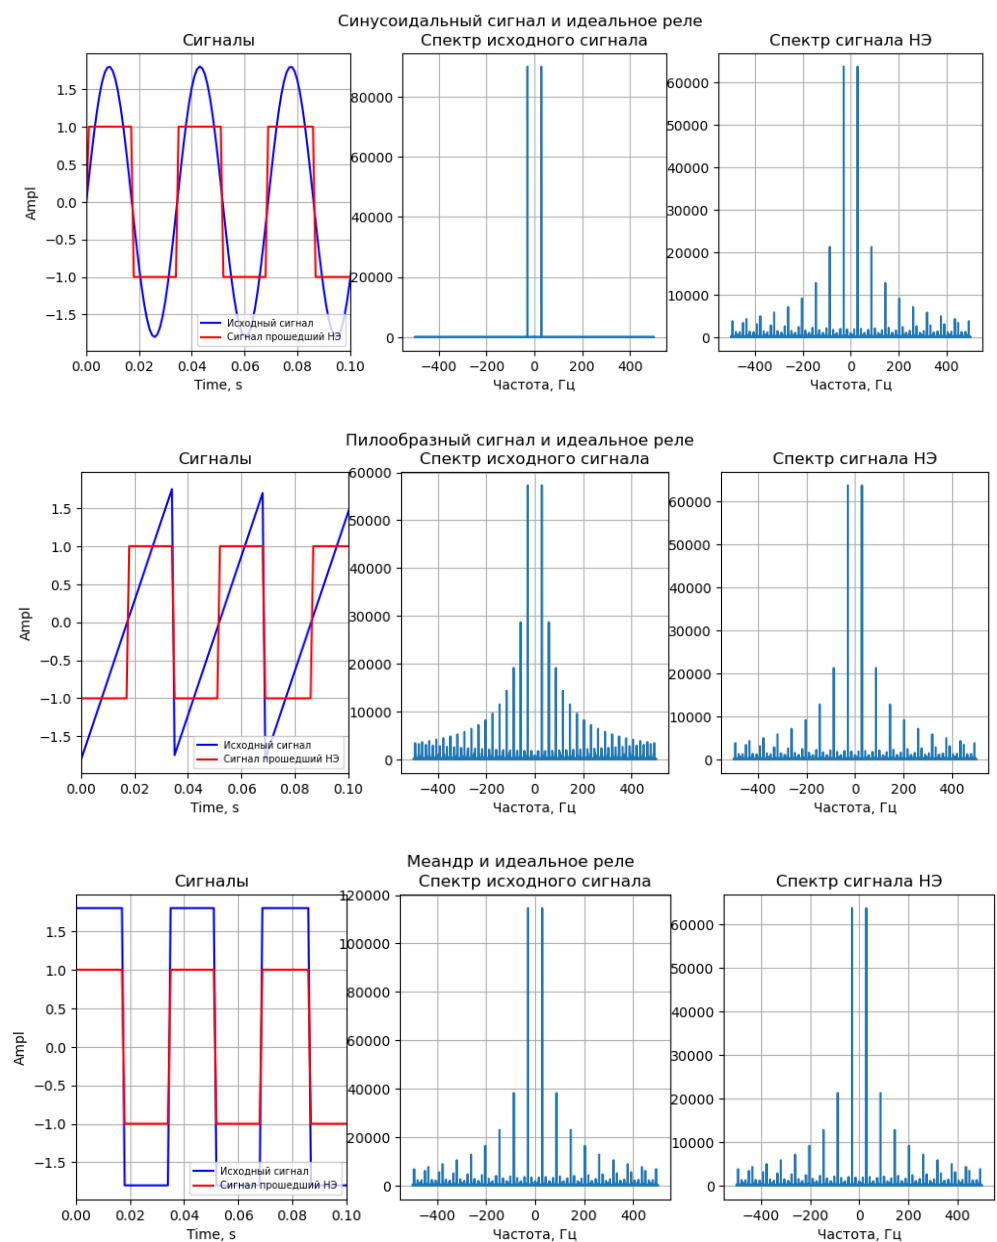 Синусоидальный сигнал и идеальное реле
Сигналы
Ampl
1.5
1.0
0.5
0.0
−0.5
−1.0
−1.5
0.00 0.02 0.04 0.06 0.08 0.10
Time, s
Исходный сигнал
Сигнал прошедший НЭ
Спектр исходного сигнала
80000
60000
40000
20000
0
−400 −200 0 200 400
Частота, Гц
Спектр сигнала НЭ
60000
50000
40000
30000
20000
10000
0
−400 −200 0 200 400
Частота, Гц
Пилообразный сигнал и идеальное реле
Сигналы
Ampl
1.5
1.0
0.5
0.0
−0.5
−1.0
−1.5
0.00 0.02 0.04 0.06 0.08 0.10
Time, s
Исходный сигнал
Сигнал прошедший НЭ
Спектр исходного сигнала
60000
50000
40000
30000
20000
10000
0
−400 −200 0 200 400
Частота, Гц
Спектр сигнала НЭ
60000
50000
40000
30000
20000
10000
0
−400 −200 0 200 400
Частота, Гц
Меандр и идеальное реле
Сигналы
Ampl
1.5
1.0
0.5
0.0
−0.5
−1.0
−1.5
0.00 0.02 0.04 0.06 0.08 0.10
Time, s
Исходный сигнал
Сигнал прошедший НЭ
Спектр исходного сигнала
120000
100000
80000
60000
40000
20000
0
−400 −200 0 200 400
Частота, Гц
Спектр сигнала НЭ
60000
50000
40000
30000
20000
10000
0
−400 −200 0 200 400
Частота, Гц